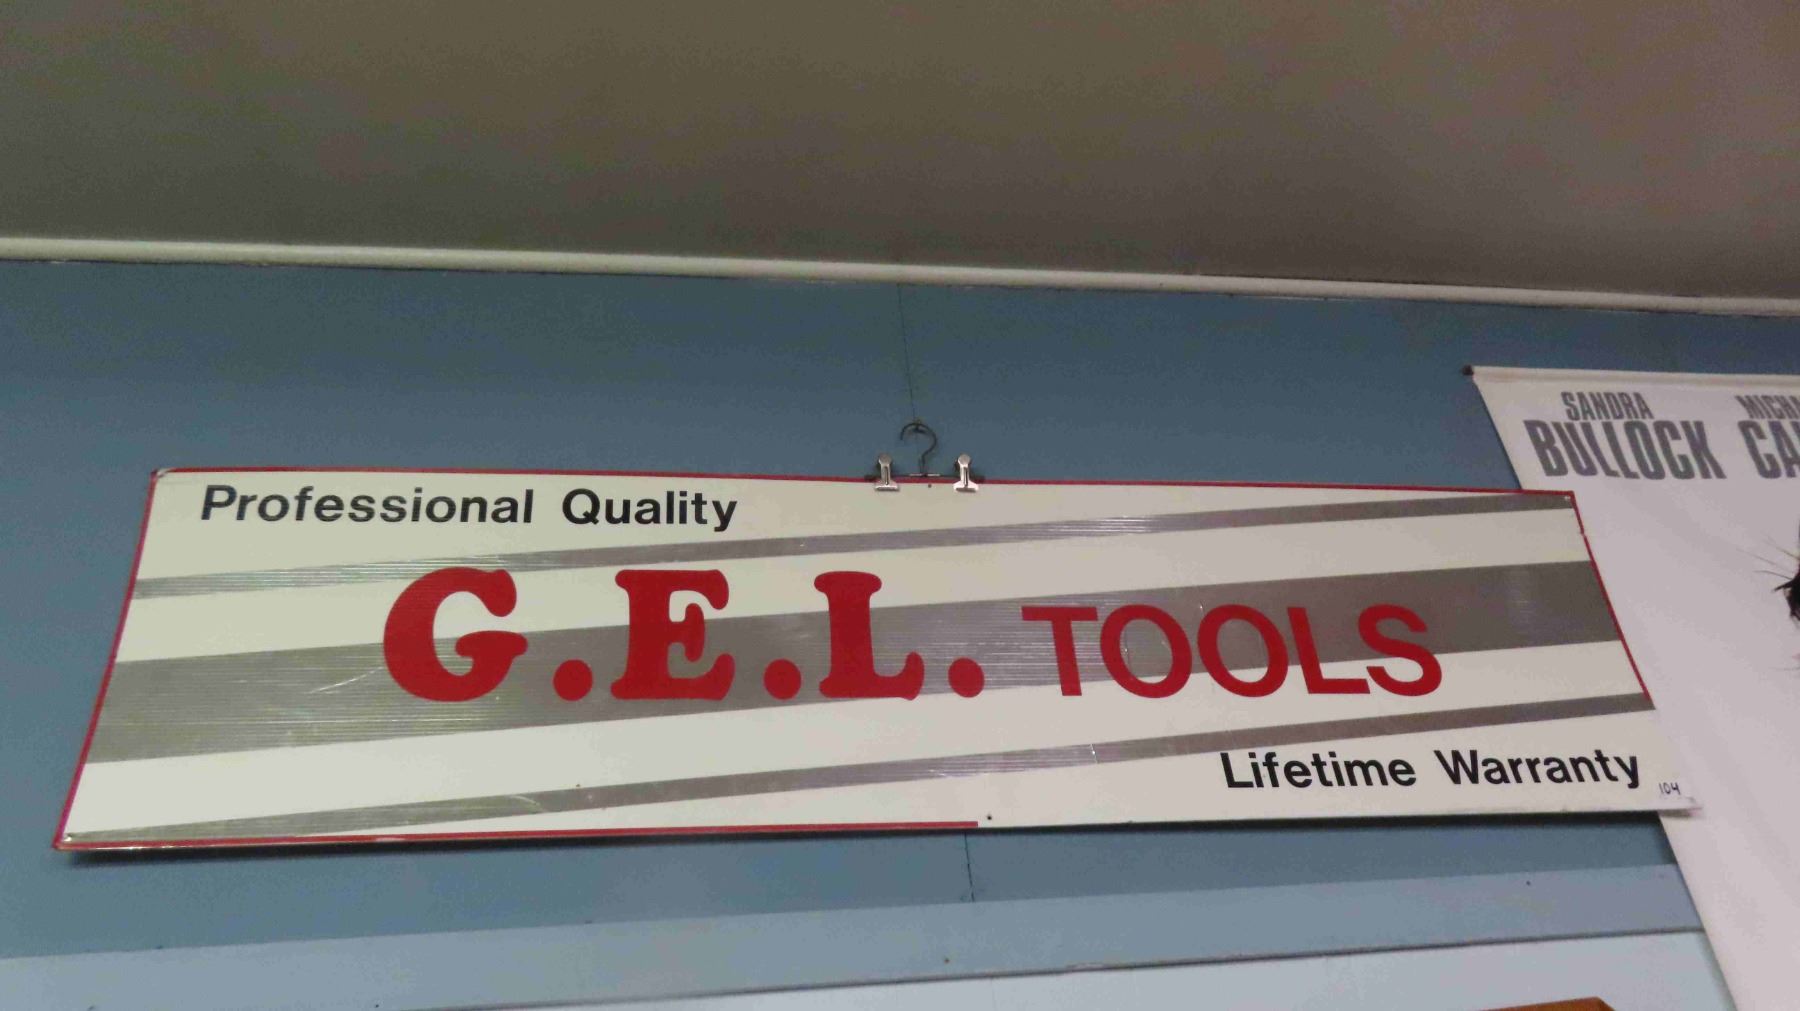 Professional Quality
G.E.L. TOOLS
Lifetime Warranty
104
SANDRA
BULLOCK